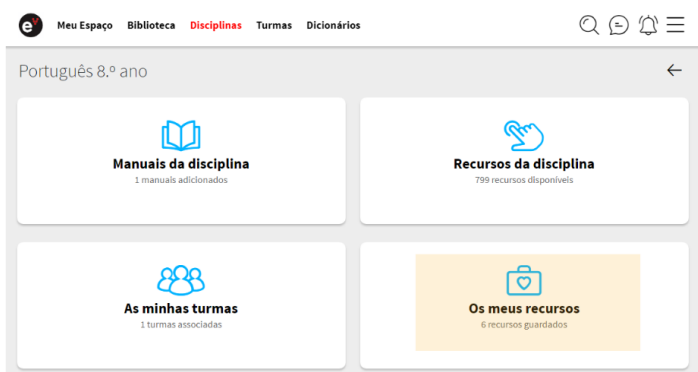 eV Meu Espaço Biblioteca Disciplinas Turmas Dicionários
Português 8.º ano
Manuais da disciplina
1 manuais adicionados
Recursos da disciplina
799 recursos disponíveis
As minhas turmas
1 turmas associadas
Os meus recursos
6 recursos guardados